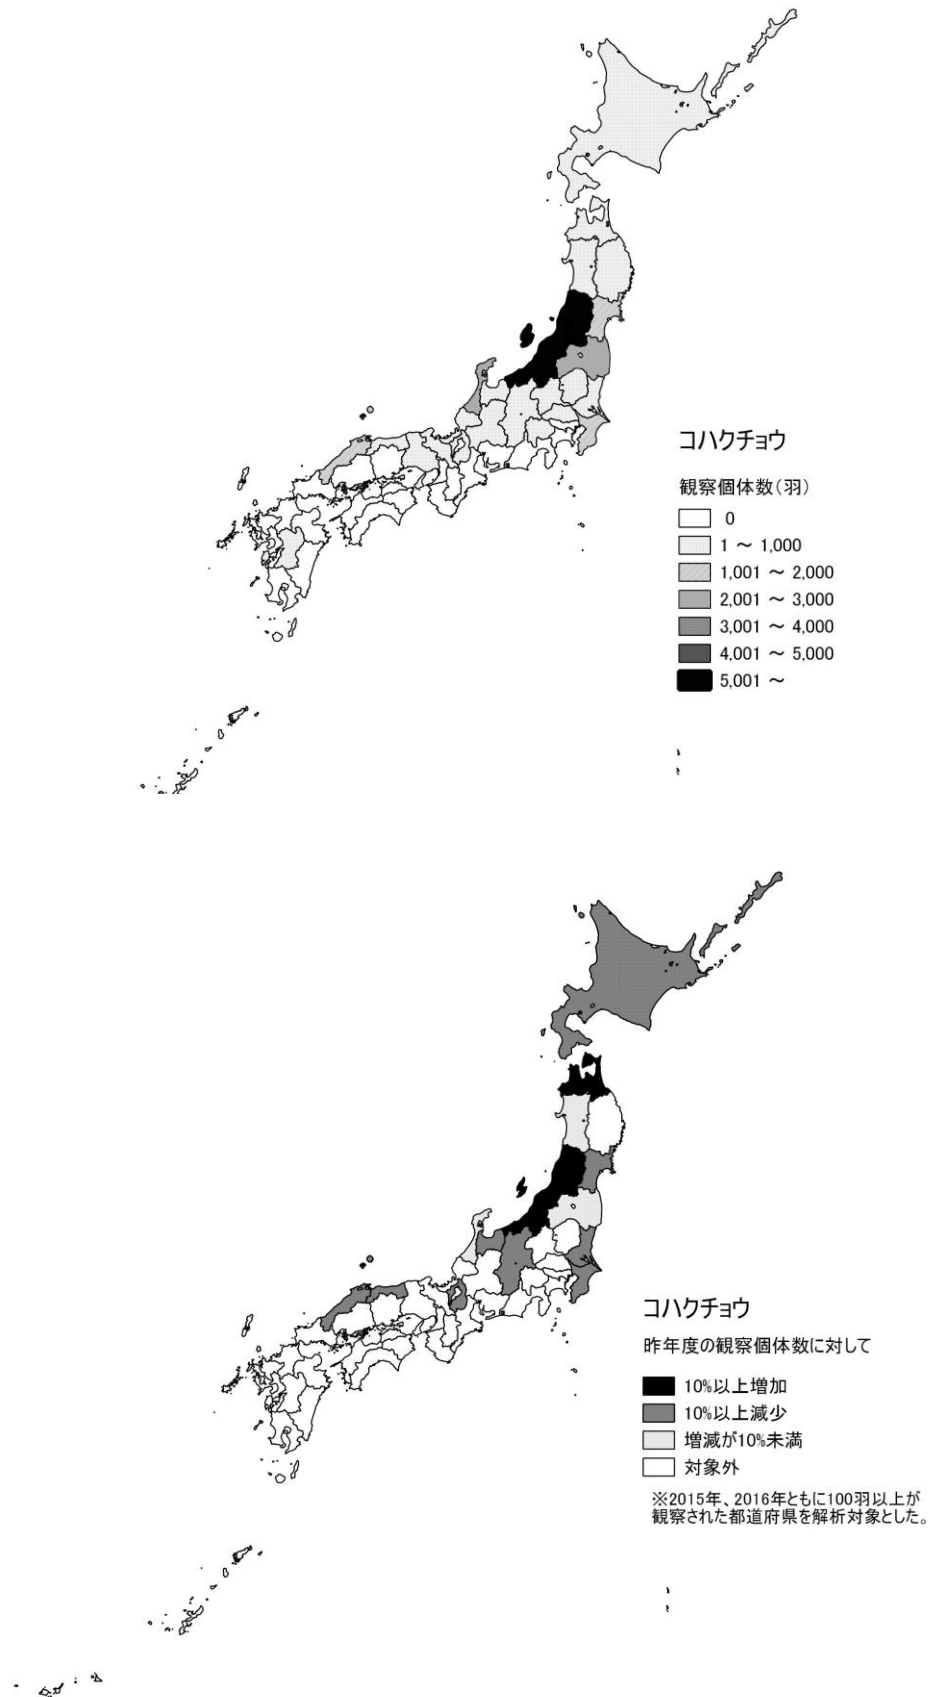 コハクチョウ
観察個体数(羽)
0
1 ～ 1,000
1,001 ～ 2,000
2,001 ～ 3,000
3,001 ～ 4,000
4,001 ～ 5,000
5,001 ～
コハクチョウ
昨年度の観察個体数に対して
10%以上増加
10%以上減少
増減が10%未満
対象外
※2015年、2016年ともに100羽以上が
観察された都道府県を解析対象とした。